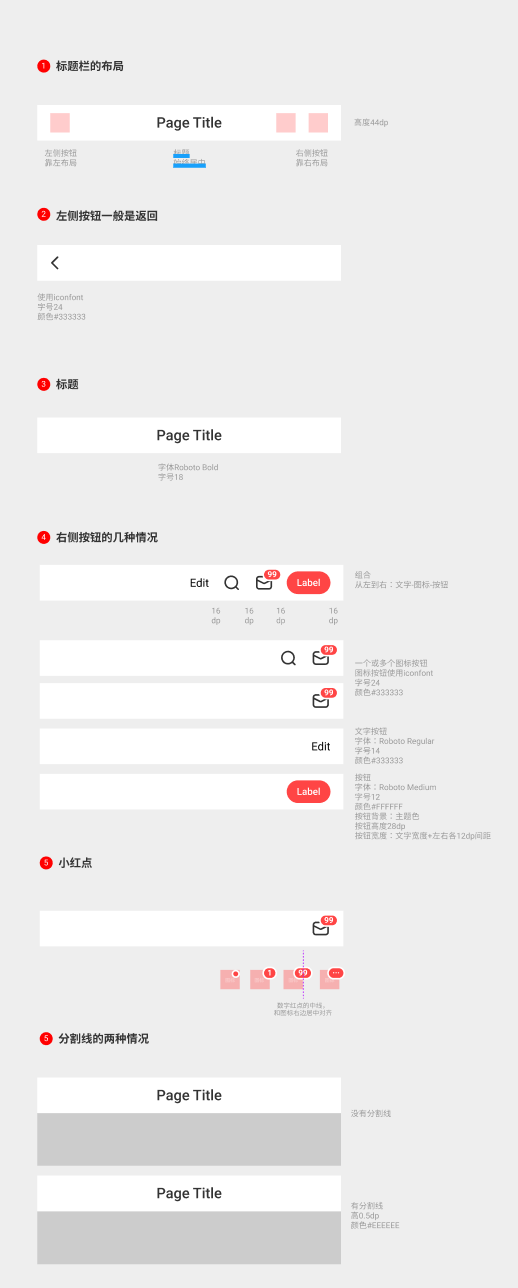 1 标题栏的布局
Page Title
高度44dp
左侧按钮
靠左布局
标题
始终居中
右侧按钮
靠右布局
2 左侧按钮一般是返回
使用iconfont
字号24
颜色#333333
3 标题
Page Title
字体Roboto Bold
字号18
4 右侧按钮的几种情况
Edit 99 Label
组合
从左到右：文字-图标-按钮
16 16 16 16
dp dp dp dp
99
一个或多个图标按钮
图标按钮使用iconfont
字号24
颜色#333333
99
Edit
文字按钮
字体：Roboto Regular
字号14
颜色#333333
Label
按钮
字体：Roboto Medium
字号12
颜色#FFFFFF
按钮背景：主题色
按钮高度28dp
按钮宽度：文字宽度+左右各12dp间距
5 小红点
99
1 99 ...
数字红点的中线，
和图标右边居中对齐
5 分割线的两种情况
Page Title
没有分割线
Page Title
有分割线
高0.5dp
颜色#EEEEEE